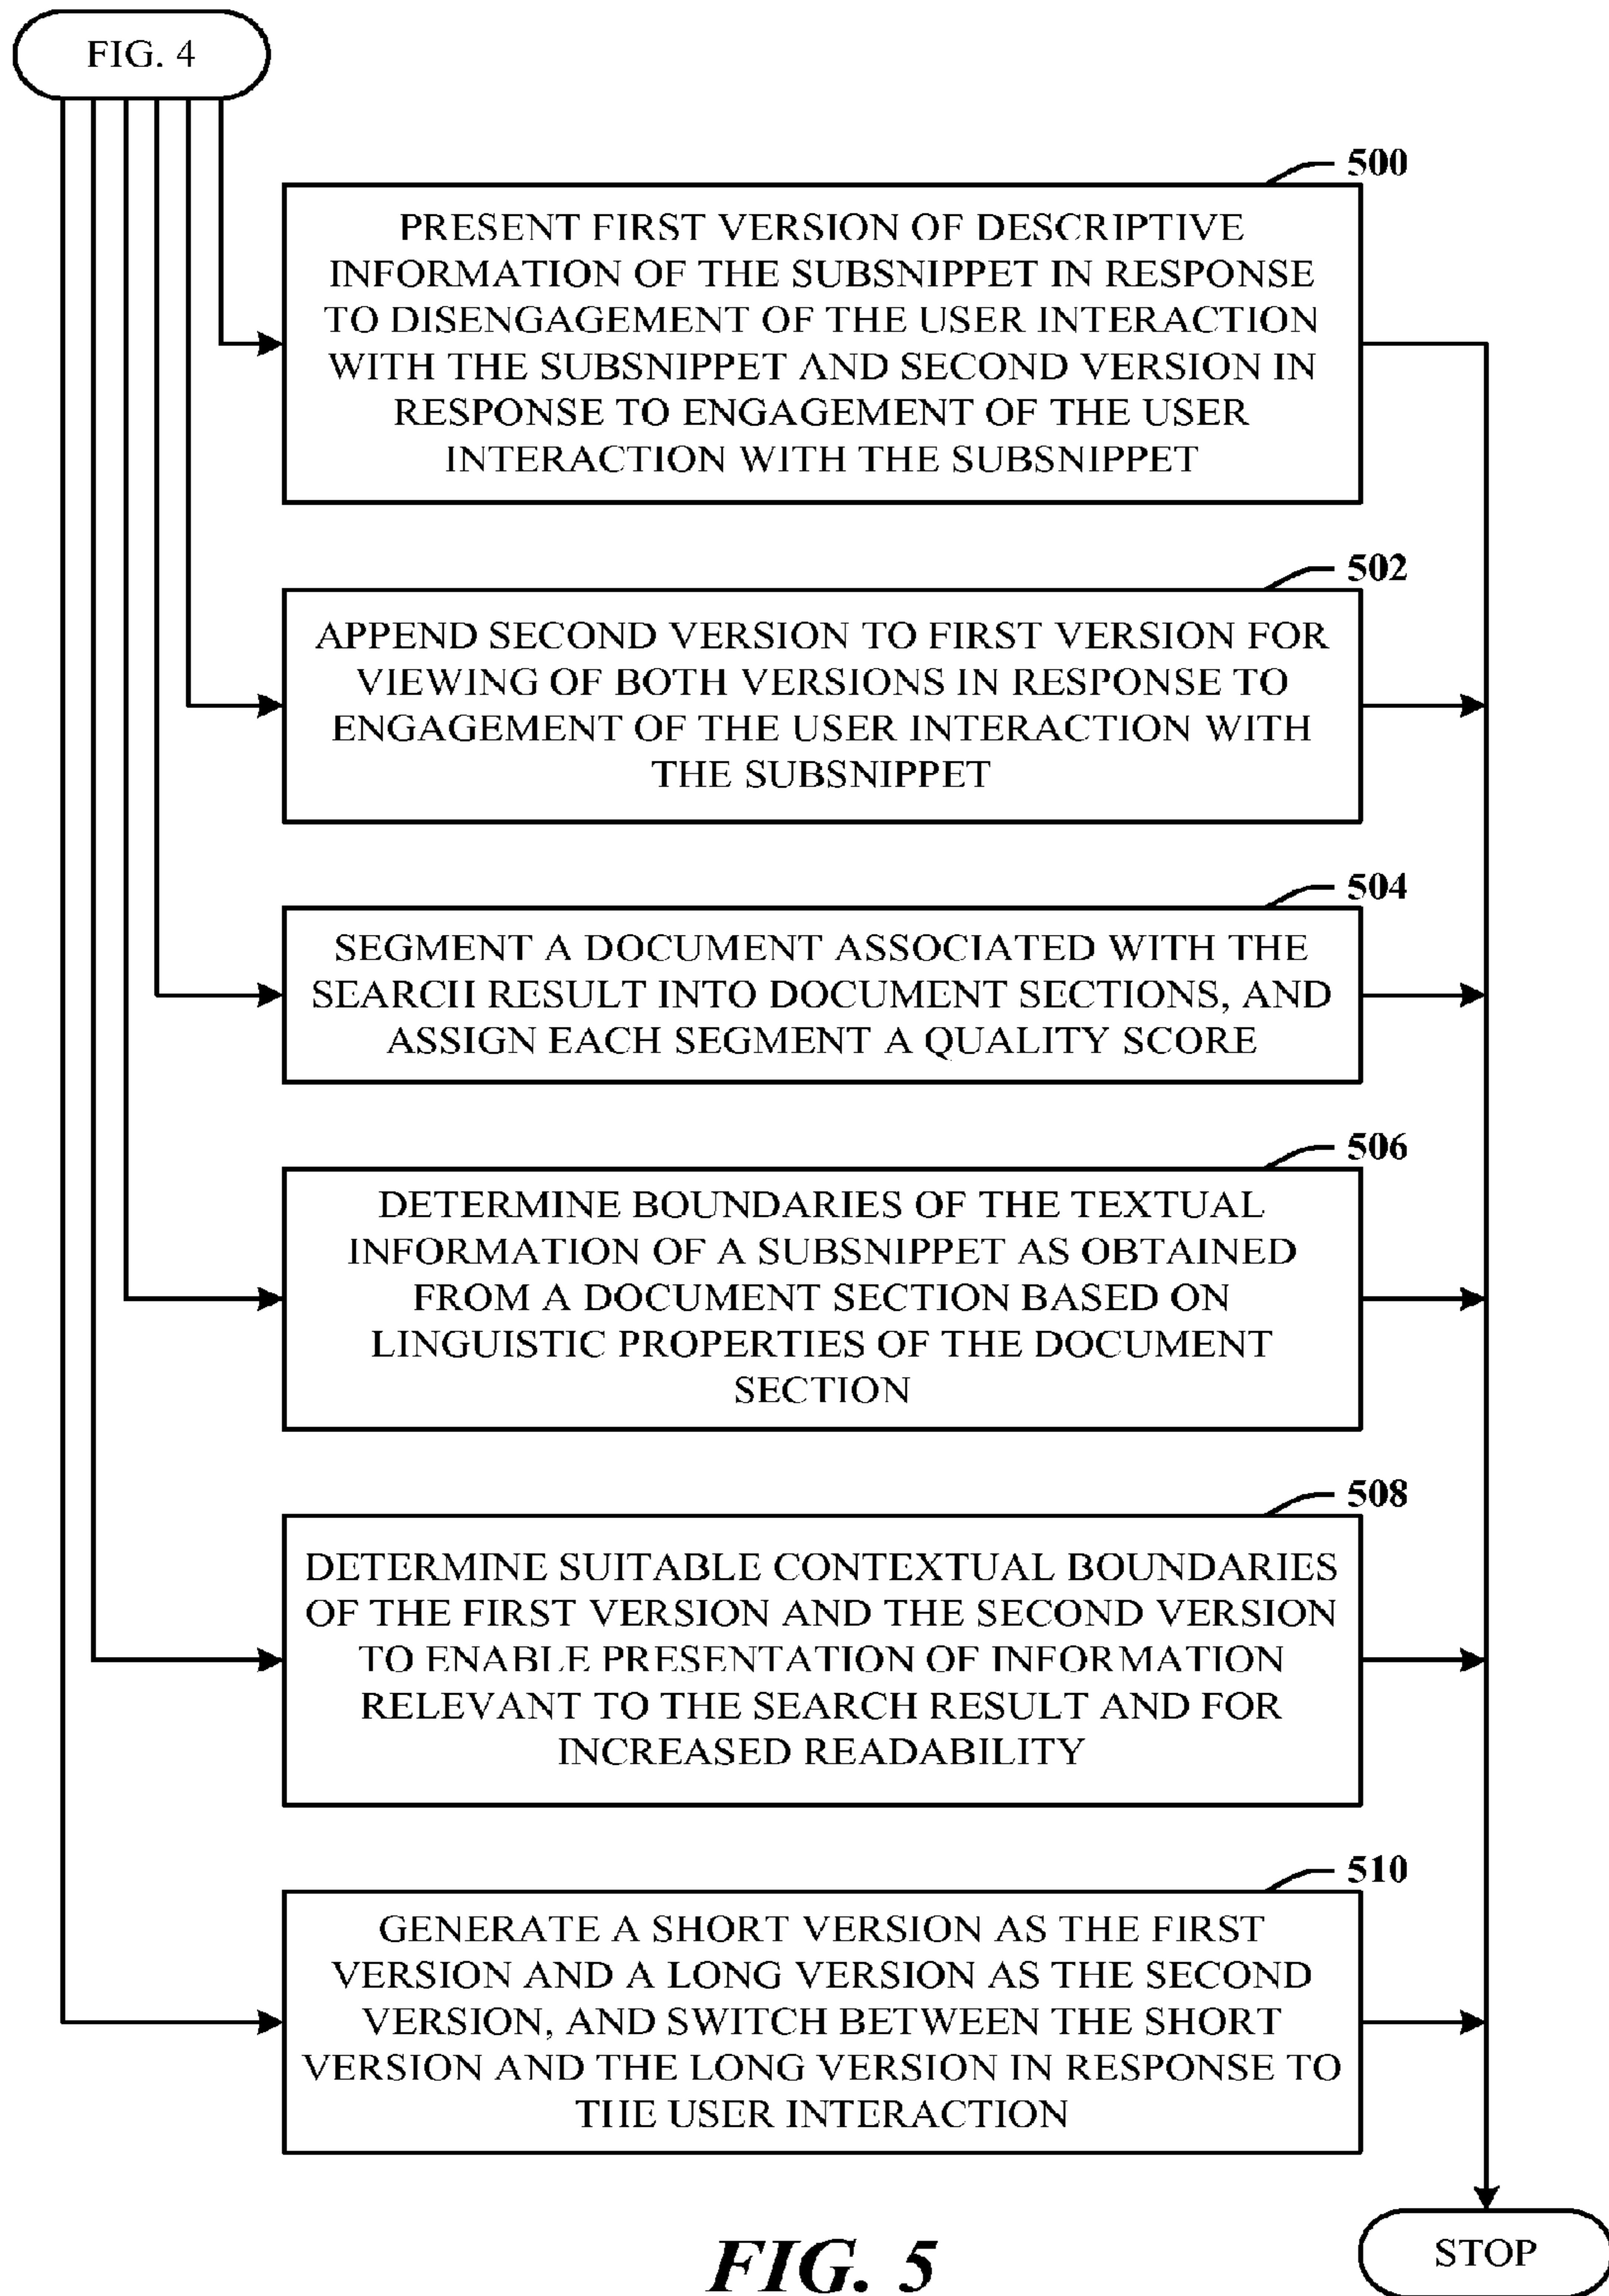 FIG. 4
500
PRESENT FIRST VERSION OF DESCRIPTIVE
INFORMATION OF THE SUBSNIPPET IN RESPONSE
TO DISENGAGEMENT OF THE USER INTERACTION
WITH THE SUBSNIPPET AND SECOND VERSION IN
RESPONSE TO ENGAGEMENT OF THE USER
INTERACTION WITH THE SUBSNIPPET
502
APPEND SECOND VERSION TO FIRST VERSION FOR
VIEWING OF BOTH VERSIONS IN RESPONSE TO
ENGAGEMENT OF THE USER INTERACTION WITH
THE SUBSNIPPET
504
SEGMENT A DOCUMENT ASSOCIATED WITH THE
SEARCH RESULT INTO DOCUMENT SECTIONS, AND
ASSIGN EACH SEGMENT A QUALITY SCORE
506
DETERMINE BOUNDARIES OF THE TEXTUAL
INFORMATION OF A SUBSNIPPET AS OBTAINED
FROM A DOCUMENT SECTION BASED ON
LINGUISTIC PROPERTIES OF THE DOCUMENT
SECTION
508
DETERMINE SUITABLE CONTEXTUAL BOUNDARIES
OF THE FIRST VERSION AND THE SECOND VERSION
TO ENABLE PRESENTATION OF INFORMATION
RELEVANT TO THE SEARCH RESULT AND FOR
INCREASED READABILITY
510
GENERATE A SHORT VERSION AS THE FIRST
VERSION AND A LONG VERSION AS THE SECOND
VERSION, AND SWITCH BETWEEN THE SHORT
VERSION AND THE LONG VERSION IN RESPONSE TO
THE USER INTERACTION
STOP
FIG. 5